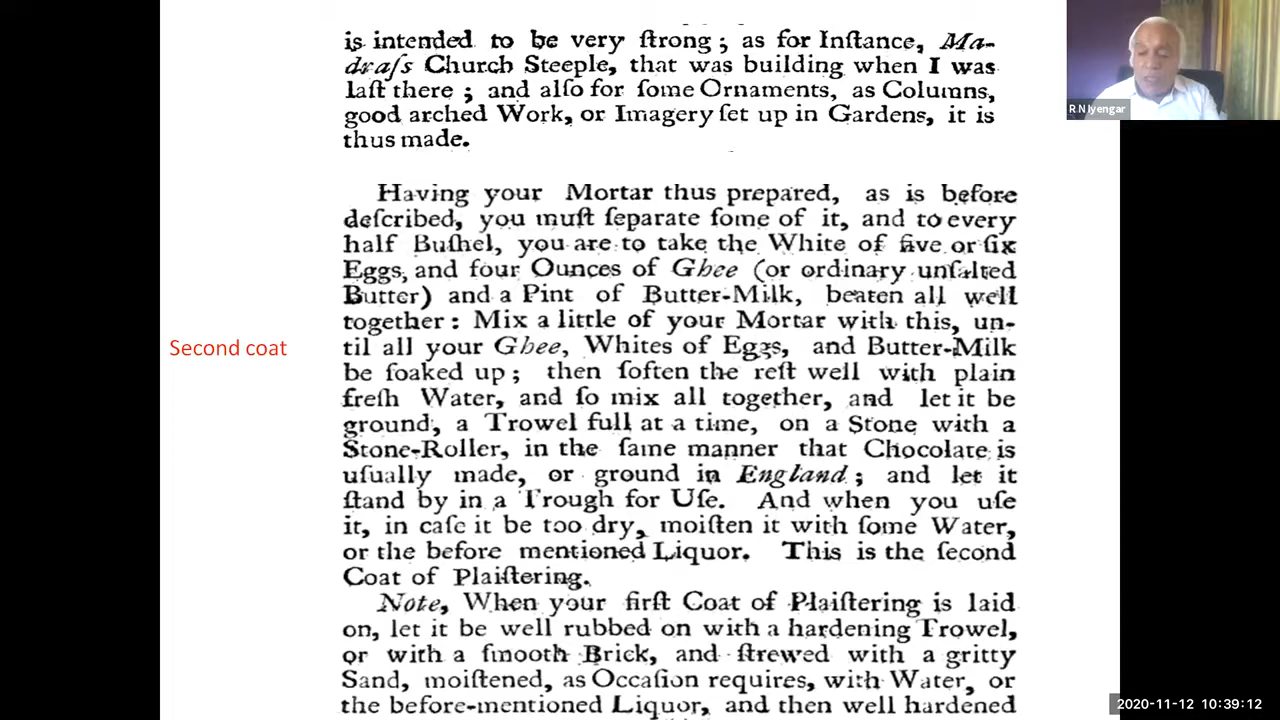 is intended to be very ſtrong ; as for Inſtance, Ma-
draſs Church Steeple, that was building when I was
laſt there ; and alſo for ſome Ornaments, as Columns,
good arched Work, or Imagery ſet up in Gardens, it is
thus made.
R N Iyengar
Having your Mortar thus prepared, as is before
deſcribed, you muſt ſeparate ſome of it, and to every
half Buſhel, you are to take the White of five or ſix
Eggs, and four Ounces of Ghee (or ordinary unſalted
Butter) and a Pint of Butter-Milk, beaten all well
together : Mix a little of your Mortar with this, un-
til all your Ghee, Whites of Eggs, and Butter-Milk
be ſoaked up ; then ſoften the reſt well with plain
freſh Water, and ſo mix all together, and let it be
ground, a Trowel full at a time, on a Stone with a
Stone-Roller, in the ſame manner that Chocolate is
uſually made, or ground in England ; and let it
ſtand by in a Trough for Uſe. And when you uſe
it, in caſe it be too dry, moiſten it with ſome Water,
or the before mentioned Liquor. This is the ſecond
Coat of Plaiſtering.
Note, When your firſt Coat of Plaiſtering is laid
on, let it be well rubbed on with a hardening Trowel,
or with a ſmooth Brick, and ſtrewed with a gritty
Sand, moiſtened, as Occaſion requires, with Water, or
the before-mentioned Liquor, and then well hardened
Second coat
2020-11-12 10:39:12